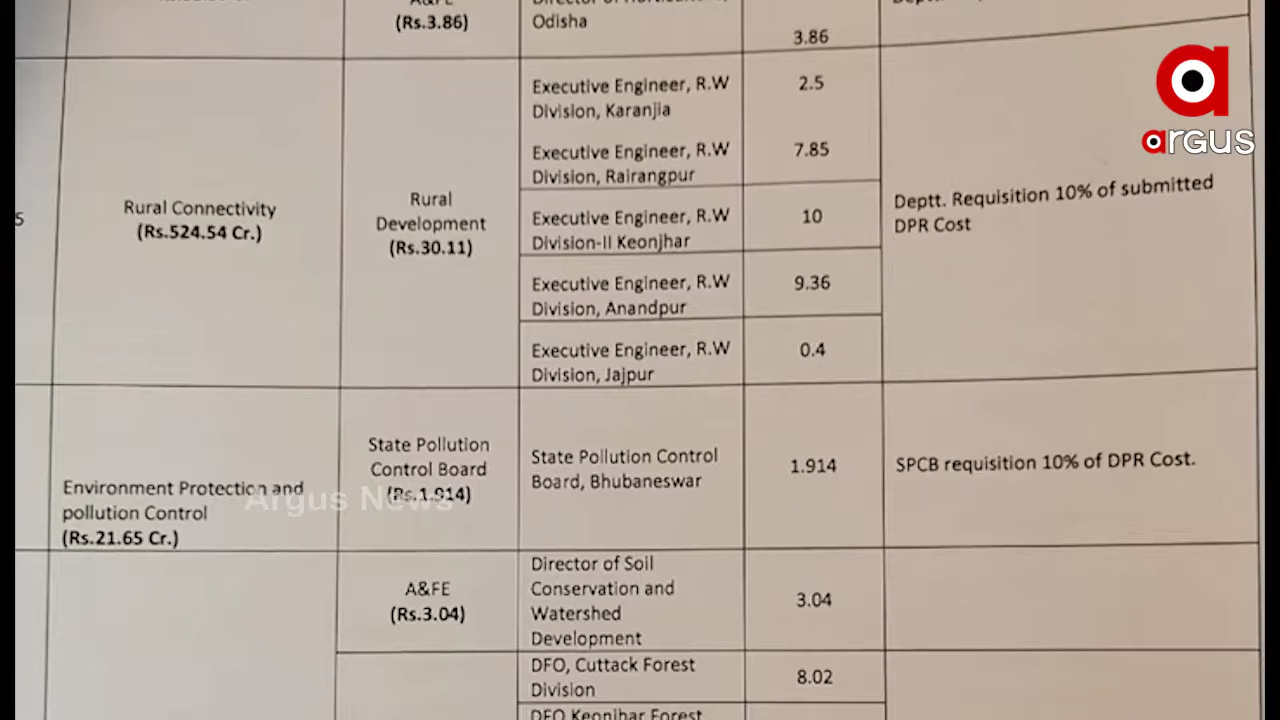 (Rs.3.86)
Odisha
3.86
argus
5
Rural Connectivity
(Rs.524.54 Cr.)
Rural
Development
(Rs.30.11)
Executive Engineer, R.W
Division, Karanjia
2.5
Executive Engineer, R.W
Division, Rairangpur
7.85
Executive Engineer, R.W
Division-II Keonjhar
10
Executive Engineer, R.W
Division, Anandpur
9.36
Executive Engineer, R.W
Division, Jajpur
0.4
Deptt. Requisition 10% of submitted
DPR Cost
Environment Protection and
pollution Control
(Rs.21.65 Cr.)
State Pollution
Control Board
(Rs.1.914)
State Pollution Control
Board, Bhubaneswar
1.914
SPCB requisition 10% of DPR Cost.
Argus News
A&FE
(Rs.3.04)
Director of Soil
Conservation and
Watershed
Development
3.04
DFO, Cuttack Forest
Division
8.02
DFO Keonjhar Forest